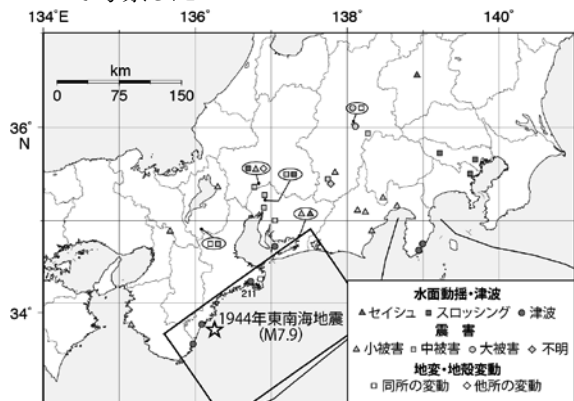 134°E 136° 138° 140°
km
0 75 150
36°
N
34°
211
1944年東南海地震
(M7.9)
水面動揺・津波
セイシュ スロッシング 津波
震 害
小被害 中被害 大被害 不明
地変・地殻変動
同所の変動 他所の変動